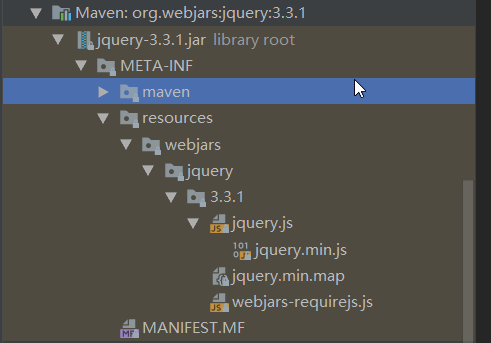 Maven: org.webjars:jquery:3.3.1
jquery-3.3.1.jar library root
META-INF
maven
resources
webjars
jquery
3.3.1
jquery.js
jquery.min.js
jquery.min.map
webjars-requirejs.js
MANIFEST.MF